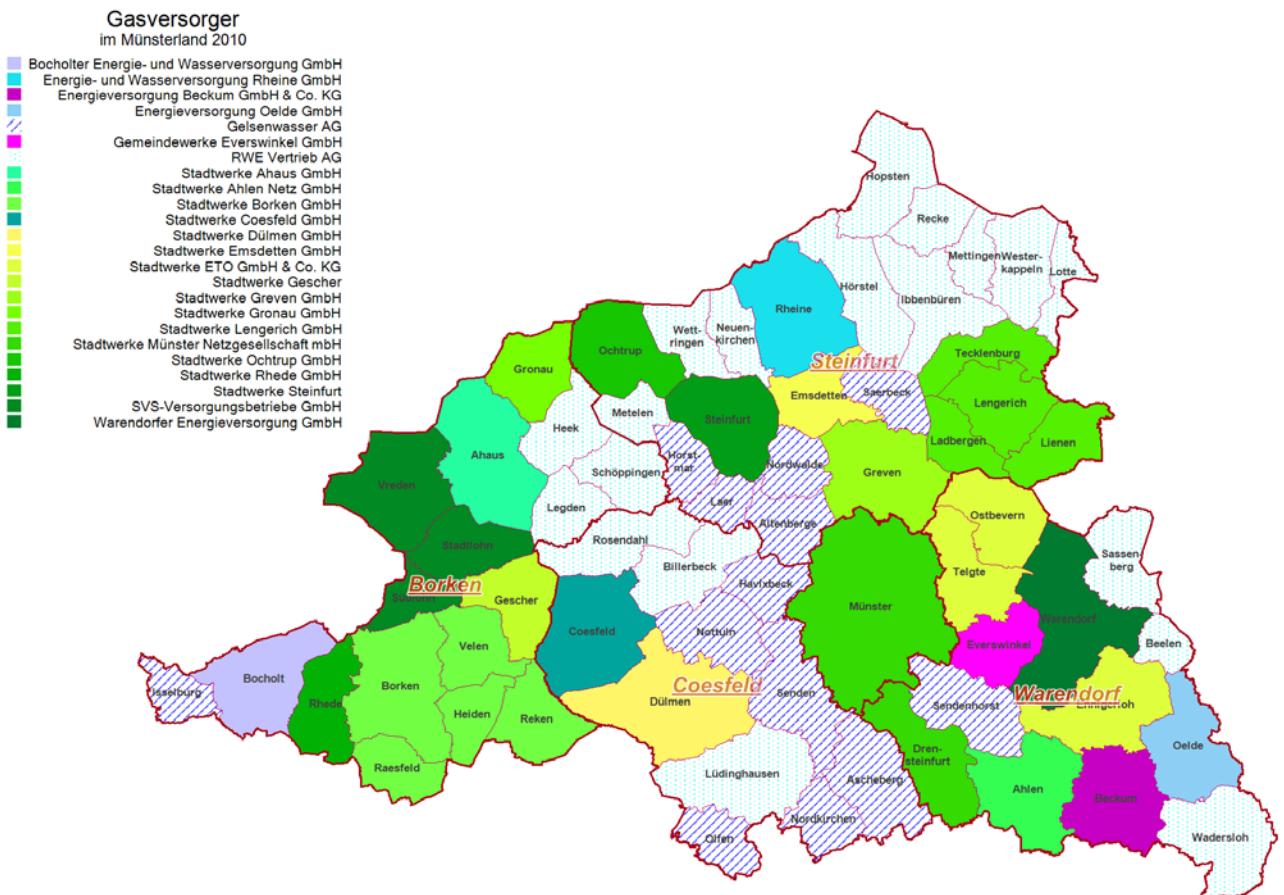 Gasversorger
im Münsterland 2010
Bocholter Energie- und Wasserversorgung GmbH
Energie- und Wasserversorgung Rheine GmbH
Energieversorgung Beckum GmbH & Co. KG
Energieversorgung Oelde GmbH
Gelsenwasser AG
Gemeindewerke Everswinkel GmbH
RWE Vertrieb AG
Stadtwerke Ahaus GmbH
Stadtwerke Ahlen Netz GmbH
Stadtwerke Borken GmbH
Stadtwerke Coesfeld GmbH
Stadtwerke Dülmen GmbH
Stadtwerke Emsdetten GmbH
Stadtwerke ETO GmbH & Co. KG
Stadtwerke Gescher
Stadtwerke Greven GmbH
Stadtwerke Gronau GmbH
Stadtwerke Lengerich GmbH
Stadtwerke Münster Netzgesellschaft mbH
Stadtwerke Ochtrup GmbH
Stadtwerke Rhede GmbH
Stadtwerke Steinfurt
SVS-Versorgungsbetriebe GmbH
Warendorfer Energieversorgung GmbH
Hopsten
Recke
Mettingen
Wester-
kappeln
Lotte
Hörstel
Ibbenbüren
Rheine
Neuen-
kirchen
Wett-
ringen
Ochtrup
Steinfurt
Tecklenburg
Gronau
Emsdetten
Saerbeck
Lengerich
Metelen
Steinfurt
Heek
Ladbergen
Lienen
Ahaus
Horst-
mar
Nordwalde
Greven
Schöppingen
Vreden
Laer
Legden
Altenberge
Ostbevern
Stadtlohn
Rosendahl
Sassen-
berg
Billerbeck
Telgte
Borken
Havixbeck
Südlohn
Gescher
Münster
Warendorf
Coesfeld
Nottuln
Velen
Everswinkel
Beelen
Bocholt
Borken
Coesfeld
Isselburg
Senden
Warendorf
Rhede
Dülmen
Sendenhorst
Ennigerloh
Heiden
Reken
Oelde
Dren-
steinfurt
Raesfeld
Lüdinghausen
Ascheberg
Ahlen
Beckum
Nordkirchen
Olfen
Wadersloh